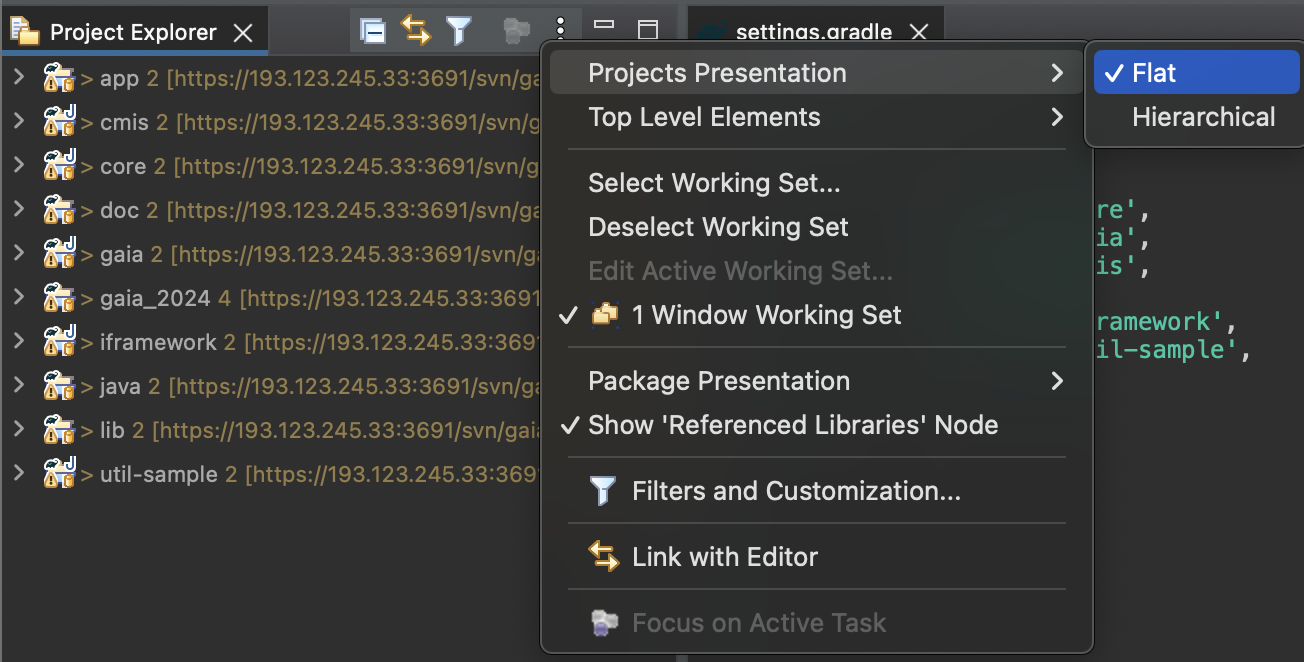 Project Explorer
settings.gradle
> app 2 [https://193.123.245.33:3691/svn/ga
> cmis 2 [https://193.123.245.33:3691/svn/g
> core 2 [https://193.123.245.33:3691/svn/g
> doc 2 [https://193.123.245.33:3691/svn/ga
> gaia 2 [https://193.123.245.33:3691/svn/g
> gaia_2024 4 [https://193.123.245.33:3691
> iframework 2 [https://193.123.245.33:369
> java 2 [https://193.123.245.33:3691/svn/ga
> lib 2 [https://193.123.245.33:3691/svn/gaia
> util-sample 2 [https://193.123.245.33:369
Projects Presentation
Top Level Elements
Select Working Set...
Deselect Working Set
Edit Active Working Set...
1 Window Working Set
Package Presentation
Show 'Referenced Libraries' Node
Filters and Customization...
Link with Editor
Focus on Active Task
Flat
Hierarchical
re',
ia',
is',
ramework',
il-sample',